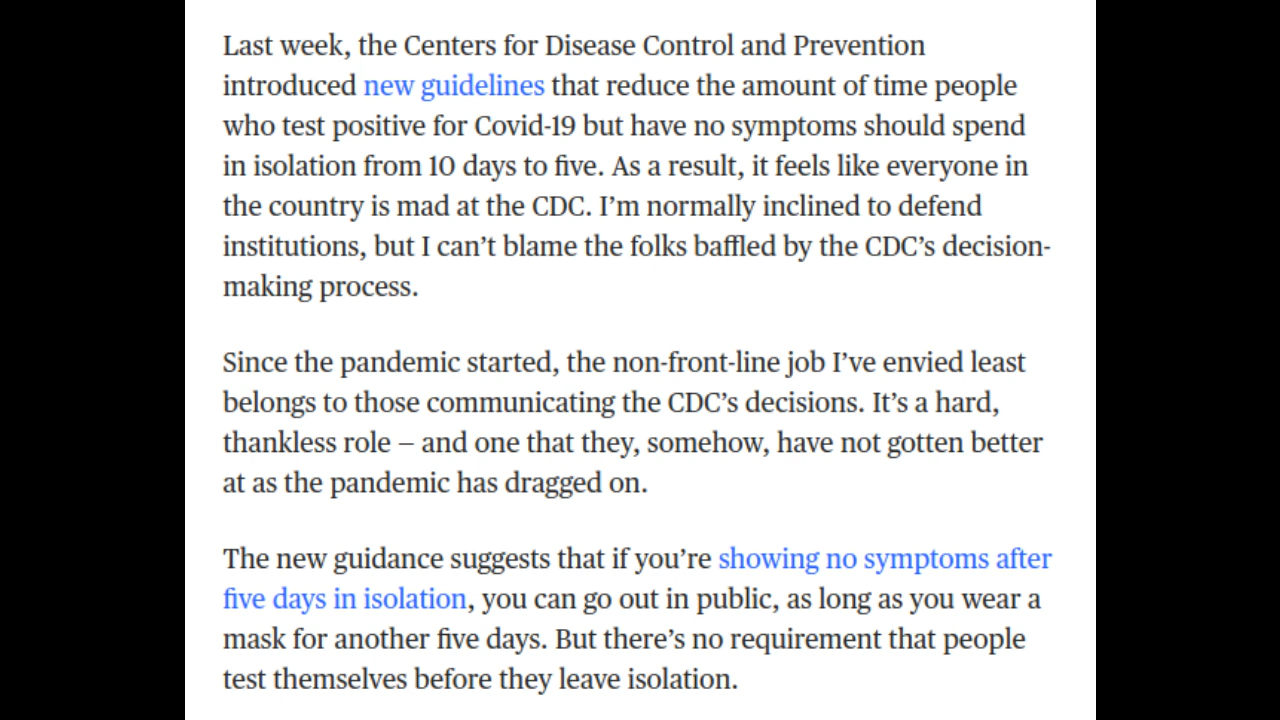 Last week, the Centers for Disease Control and Prevention
introduced new guidelines that reduce the amount of time people
who test positive for Covid-19 but have no symptoms should spend
in isolation from 10 days to five. As a result, it feels like everyone in
the country is mad at the CDC. I’m normally inclined to defend
institutions, but I can’t blame the folks baffled by the CDC’s decision-
making process.
Since the pandemic started, the non-front-line job I’ve envied least
belongs to those communicating the CDC’s decisions. It’s a hard,
thankless role — and one that they, somehow, have not gotten better
at as the pandemic has dragged on.
The new guidance suggests that if you’re showing no symptoms after
five days in isolation, you can go out in public, as long as you wear a
mask for another five days. But there’s no requirement that people
test themselves before they leave isolation.